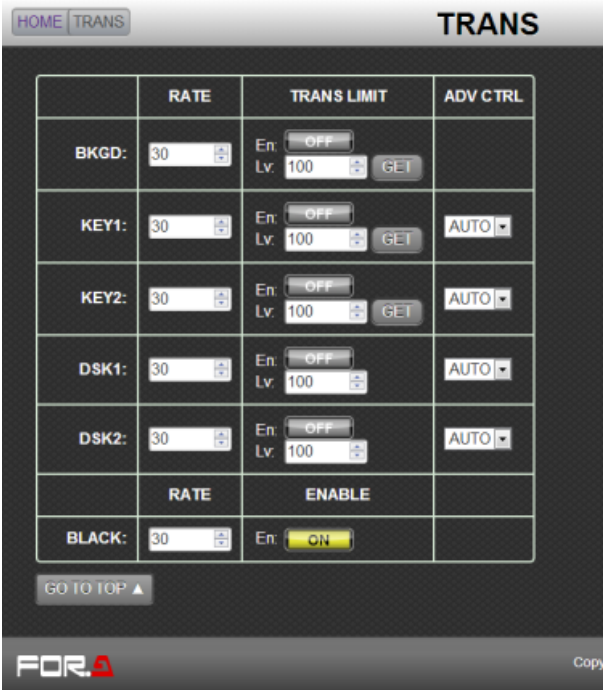 HOME TRANS TRANS
RATE TRANS LIMIT ADV CTRL
BKGD: 30 En: OFF
Lv: 100 GET
KEY1: 30 En: OFF AUTO
Lv: 100 GET
KEY2: 30 En: OFF AUTO
Lv: 100 GET
DSK1: 30 En: OFF AUTO
Lv: 100
DSK2: 30 En: OFF AUTO
Lv: 100
RATE ENABLE
BLACK: 30 En: ON
GO TO TOP ▲
FOR.A Copy